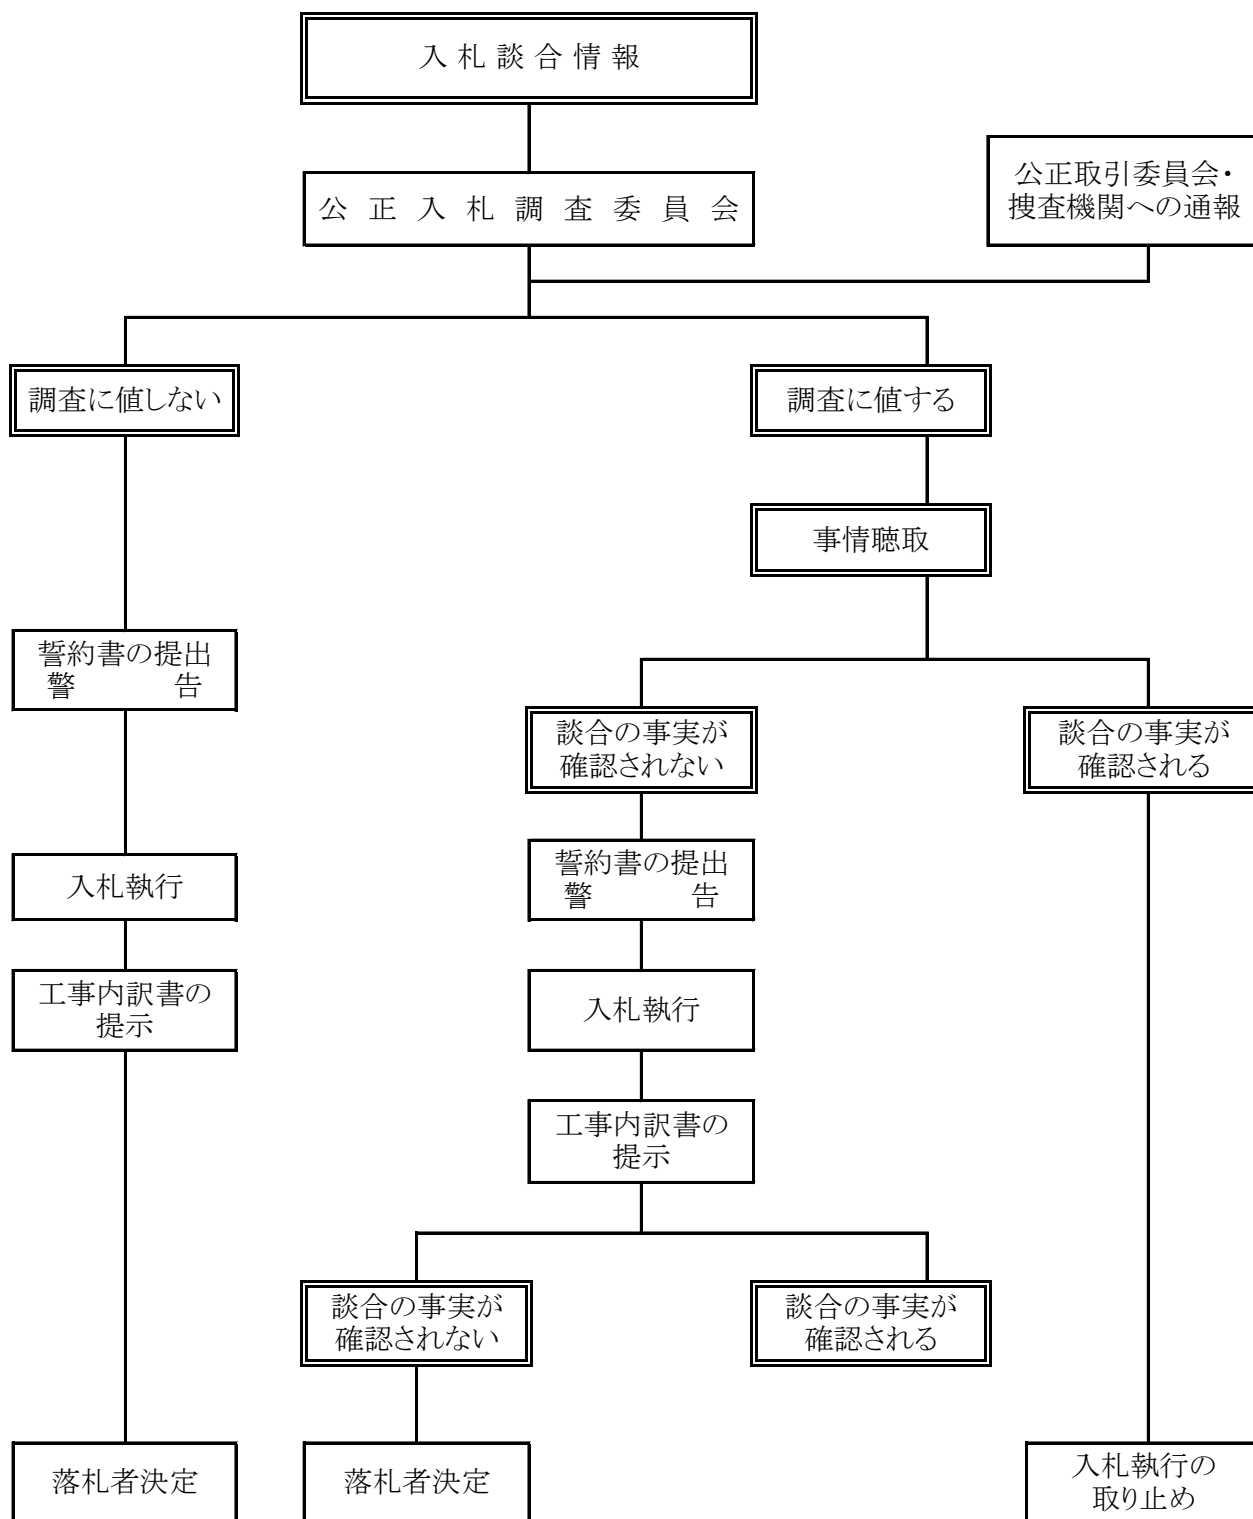 入札談合情報
公正入札調査委員会
公正取引委員会・
捜査機関への通報
調査に値しない
調査に値する
事情聴取
誓約書の提出
警告
談合の事実が
確認されない
談合の事実が
確認される
誓約書の提出
警告
入札執行
工事内訳書の
提示
入札執行
工事内訳書の
提示
談合の事実が
確認されない
談合の事実が
確認される
落札者決定
落札者決定
入札執行の
取り止め